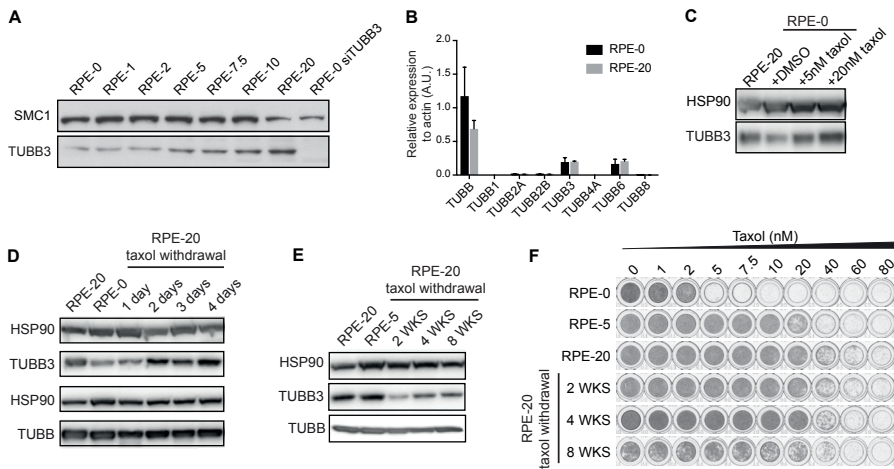 A
RPE-0 RPE-1 RPE-2 RPE-5 RPE-7.5 RPE-10 RPE-20 RPE-0 siTUBB3
SMC1
TUBB3
B
Relative expression
to actin (A.U.)
2.0
1.5
1.0
0.5
0.0
RPE-0
RPE-20
TUBB TUBB1 TUBB2A TUBB2B TUBB3 TUBB4A TUBB6 TUBB8
C
RPE-0
RPE-20 +DMSO +5nM taxol +20nM taxol
HSP90
TUBB3
D
RPE-20
taxol withdrawal
RPE-20 RPE-0 1 day 2 days 3 days 4 days
HSP90
TUBB3
HSP90
TUBB
E
RPE-20
taxol withdrawal
RPE-20 RPE-5 2 WKS 4 WKS 8 WKS
HSP90
TUBB3
TUBB
F
Taxol (nM)
0 1 2 5 7.5 10 20 40 60 80
RPE-0
RPE-5
RPE-20
RPE-20
taxol withdrawal
2 WKS
4 WKS
8 WKS